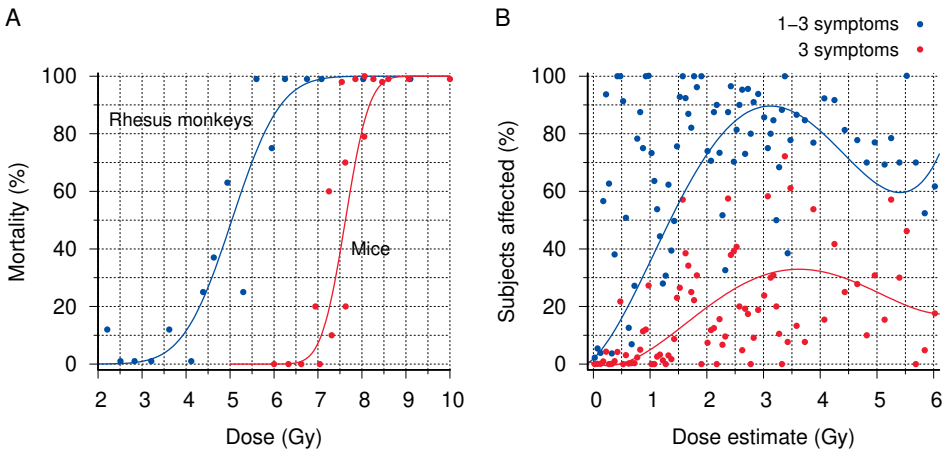 A
Mortality (%)
100
80
60
40
20
0
Rhesus monkeys
Mice
2 3 4 5 6 7 8 9 10
Dose (Gy)
B
1–3 symptoms
3 symptoms
Subjects affected (%)
100
80
60
40
20
0
0 1 2 3 4 5 6
Dose estimate (Gy)